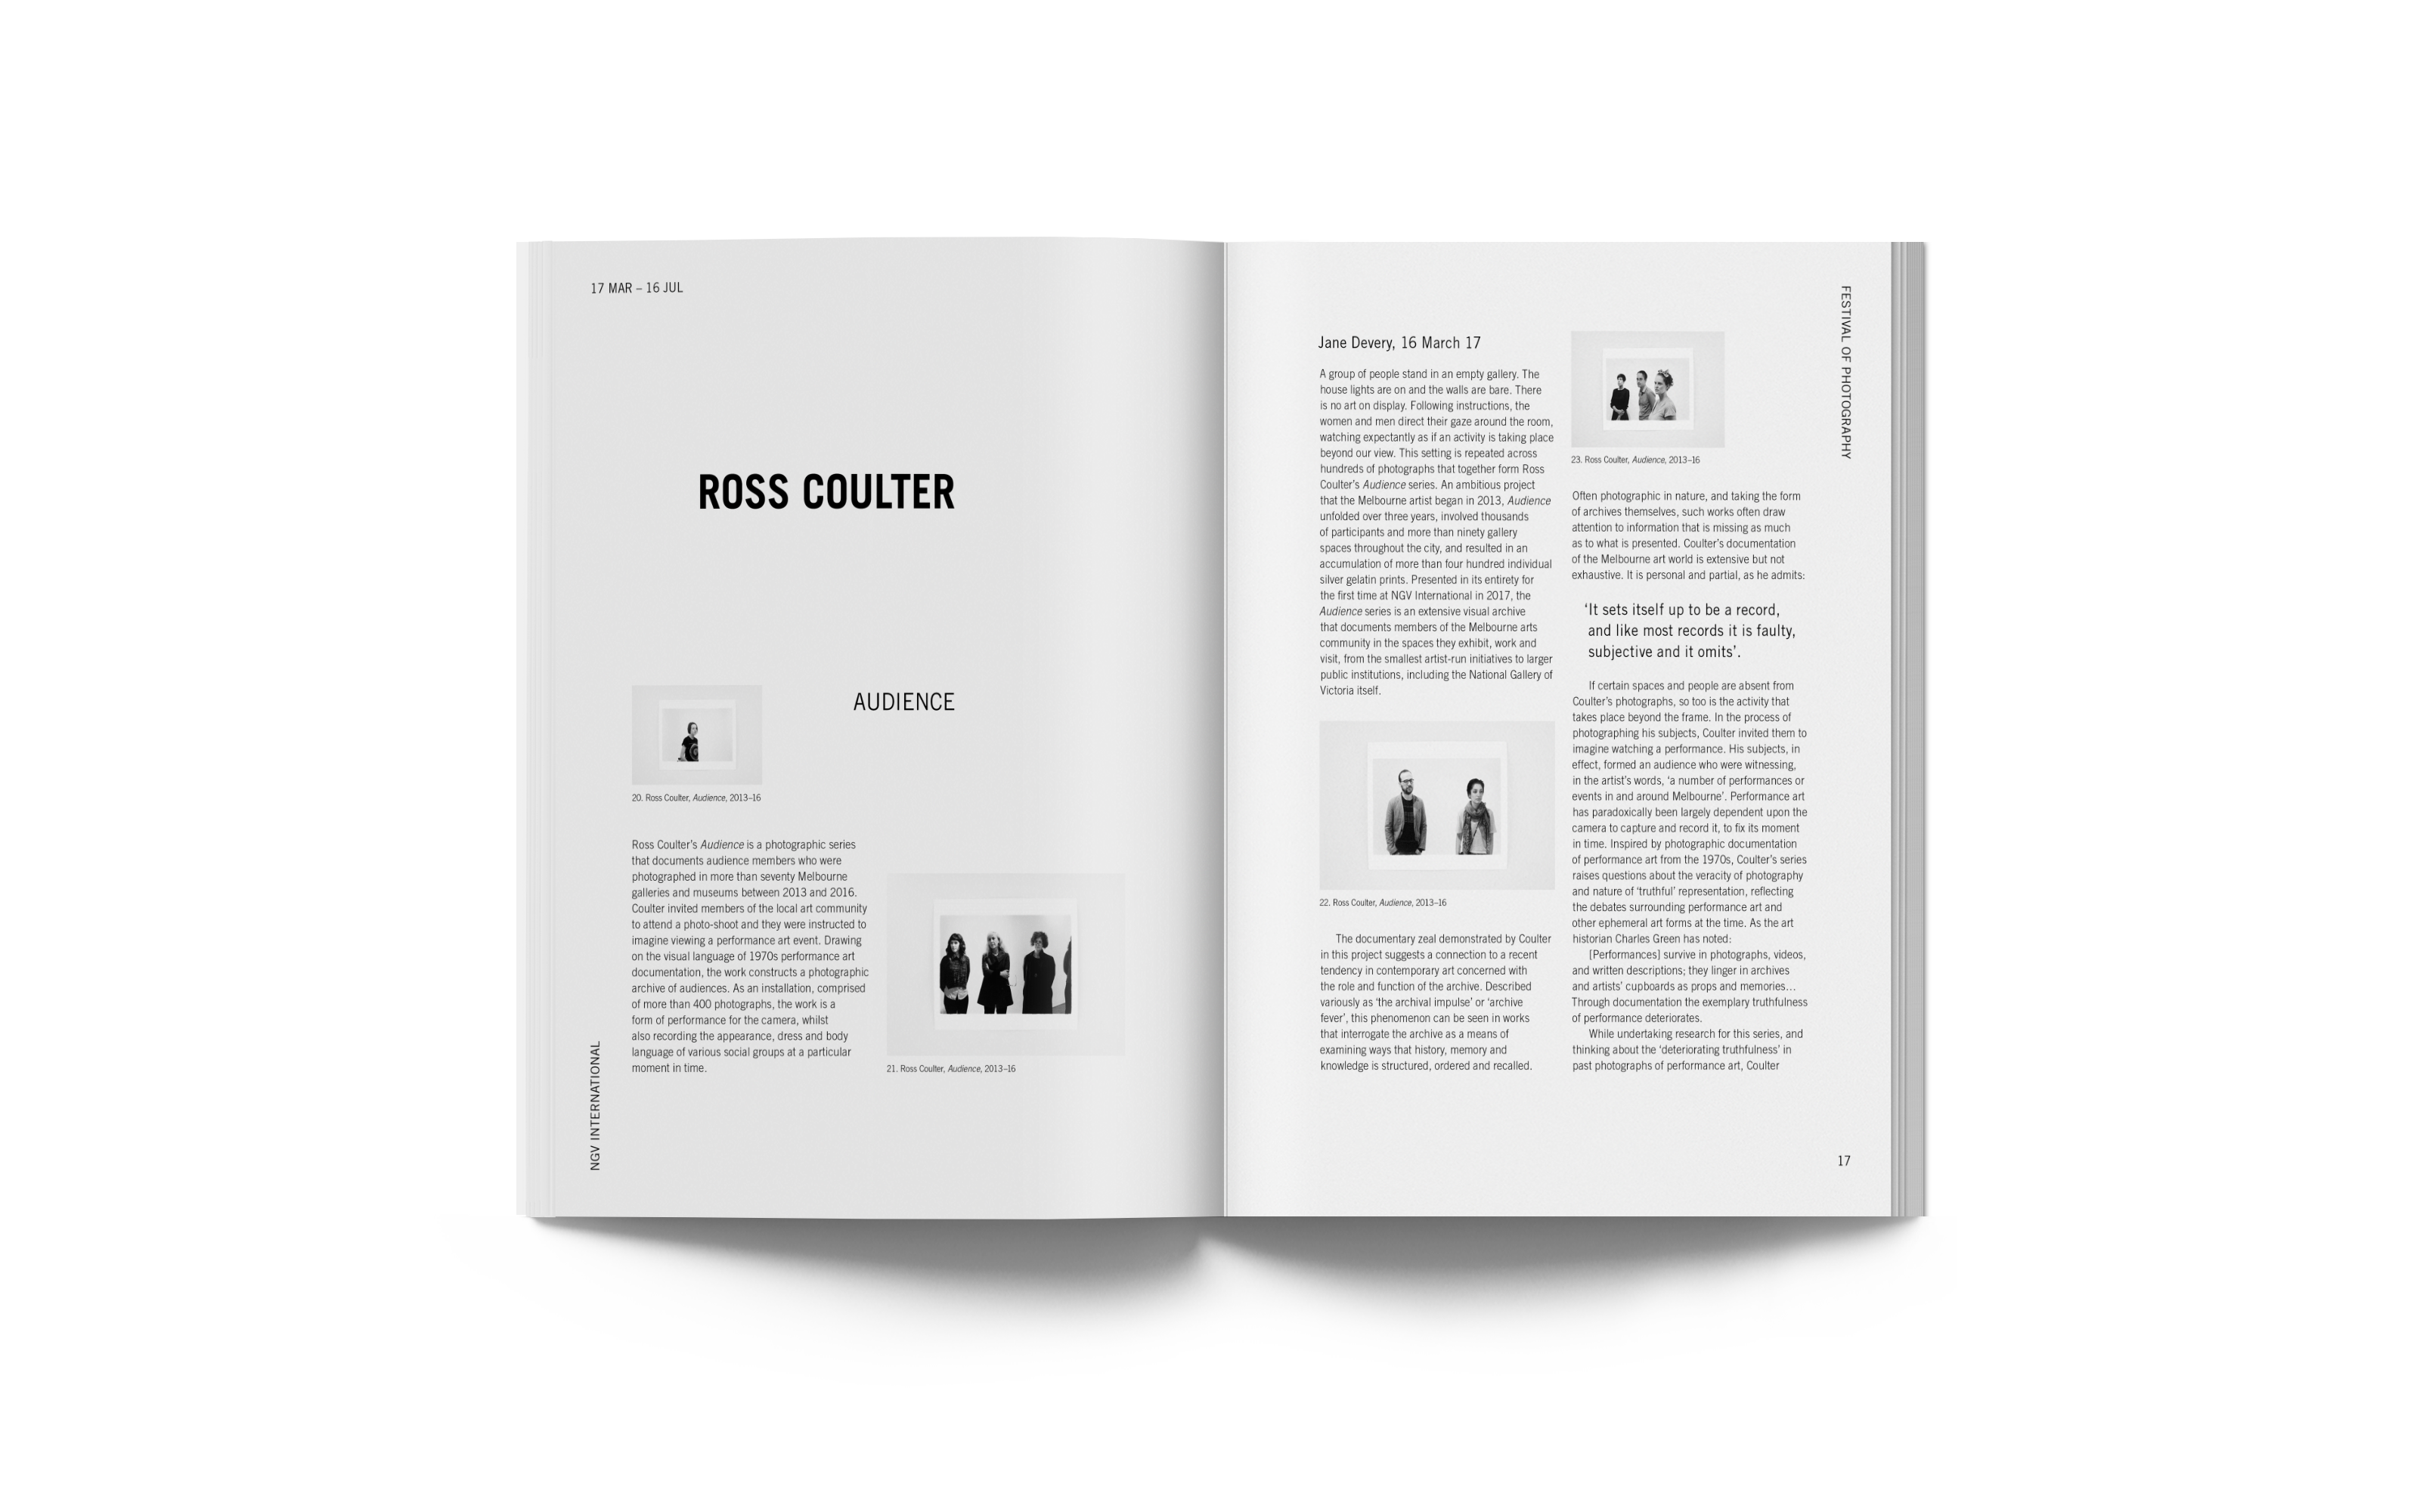 17 MAR – 16 JUL
ROSS COULTER
AUDIENCE
20. Ross Coulter, Audience, 2013–16
Ross Coulter’s Audience is a photographic series
that documents audience members who were
photographed in more than seventy Melbourne
galleries and museums between 2013 and 2016.
Coulter invited members of the local art community
to attend a photo-shoot and they were instructed to
imagine viewing a performance art event. Drawing
on the visual language of 1970s performance art
documentation, the work constructs a photographic
archive of audiences. As an installation, comprised
of more than 400 photographs, the work is a
form of performance for the camera, whilst
also recording the appearance, dress and body
language of various social groups at a particular
moment in time.
21. Ross Coulter, Audience, 2013–16
NGV INTERNATIONAL
Jane Devery, 16 March 17
A group of people stand in an empty gallery. The
house lights are on and the walls are bare. There
is no art on display. Following instructions, the
women and men direct their gaze around the room,
watching expectantly as if an activity is taking place
beyond our view. This setting is repeated across
hundreds of photographs that together form Ross
Coulter’s Audience series. An ambitious project
that the Melbourne artist began in 2013, Audience
unfolded over three years, involved thousands
of participants and more than ninety gallery
spaces throughout the city, and resulted in an
accumulation of more than four hundred individual
silver gelatin prints. Presented in its entirety for
the first time at NGV International in 2017, the
Audience series is an extensive visual archive
that documents members of the Melbourne arts
community in the spaces they exhibit, work and
visit, from the smallest artist-run initiatives to larger
public institutions, including the National Gallery of
Victoria itself.
22. Ross Coulter, Audience, 2013–16
The documentary zeal demonstrated by Coulter
in this project suggests a connection to a recent
tendency in contemporary art concerned with
the role and function of the archive. Described
variously as ‘the archival impulse’ or ‘archive
fever’, this phenomenon can be seen in works
that interrogate the archive as a means of
examining ways that history, memory and
knowledge is structured, ordered and recalled.
23. Ross Coulter, Audience, 2013–16
Often photographic in nature, and taking the form
of archives themselves, such works often draw
attention to information that is missing as much
as to what is presented. Coulter’s documentation
of the Melbourne art world is extensive but not
exhaustive. It is personal and partial, as he admits:
‘It sets itself up to be a record,
and like most records it is faulty,
subjective and it omits’.
If certain spaces and people are absent from
Coulter’s photographs, so too is the activity that
takes place beyond the frame. In the process of
photographing his subjects, Coulter invited them to
imagine watching a performance. His subjects, in
effect, formed an audience who were witnessing,
in the artist’s words, ‘a number of performances or
events in and around Melbourne’. Performance art
has paradoxically been largely dependent upon the
camera to capture and record it, to fix its moment
in time. Inspired by photographic documentation
of performance art from the 1970s, Coulter’s series
raises questions about the veracity of photography
and nature of ‘truthful’ representation, reflecting
the debates surrounding performance art and
other ephemeral art forms at the time. As the art
historian Charles Green has noted:
[Performances] survive in photographs, videos,
and written descriptions; they linger in archives
and artists’ cupboards as props and memories…
Through documentation the exemplary truthfulness
of performance deteriorates.
While undertaking research for this series, and
thinking about the ‘deteriorating truthfulness’ in
past photographs of performance art, Coulter
FESTIVAL OF PHOTOGRAPHY
17